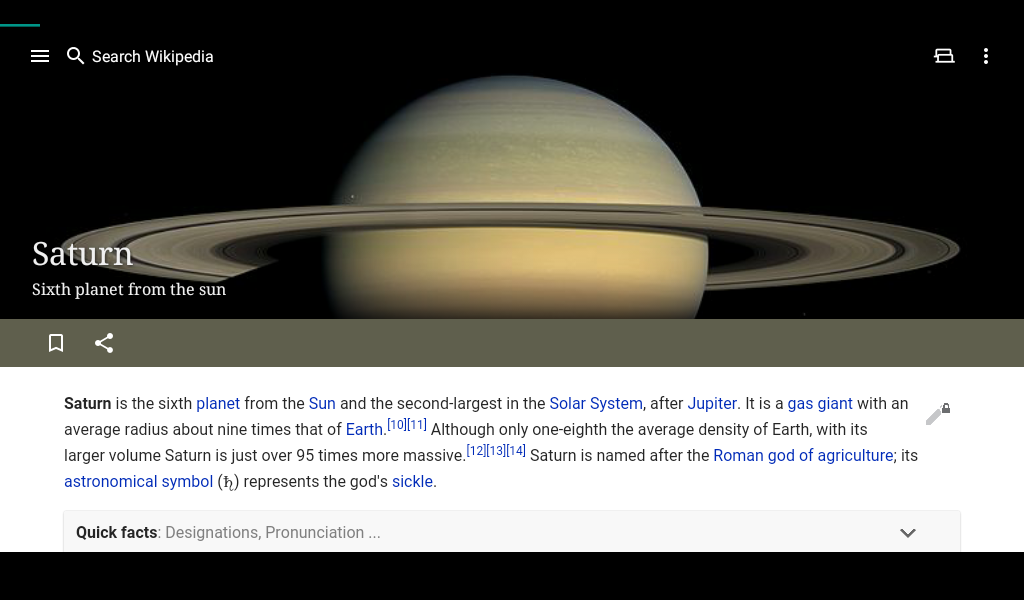 Search Wikipedia
Saturn
Sixth planet from the sun
Saturn is the sixth planet from the Sun and the second-largest in the Solar System, after Jupiter. It is a gas giant with an
average radius about nine times that of Earth.[10][11] Although only one-eighth the average density of Earth, with its
larger volume Saturn is just over 95 times more massive.[12][13][14] Saturn is named after the Roman god of agriculture; its
astronomical symbol (♄) represents the god's sickle.
Quick facts: Designations, Pronunciation ...